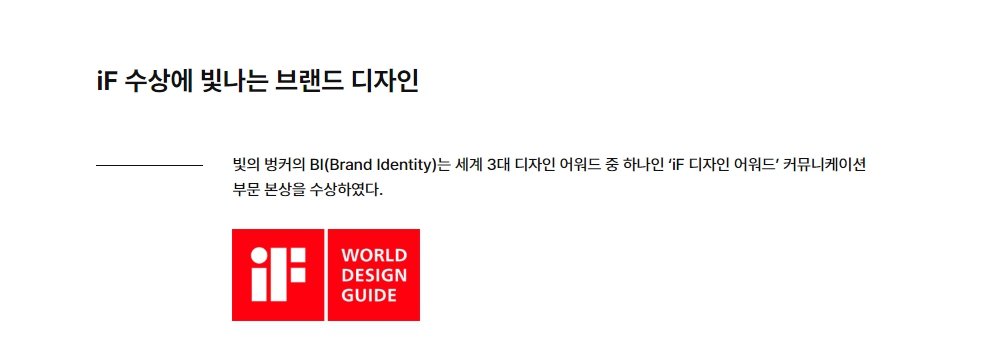 iF 수상에 빛나는 브랜드 디자인
빛의 벙커의 BI(Brand Identity)는 세계 3대 디자인 어워드 중 하나인 ‘iF 디자인 어워드’ 커뮤니케이션
부문 본상을 수상하였다.
iF
WORLD
DESIGN
GUIDE